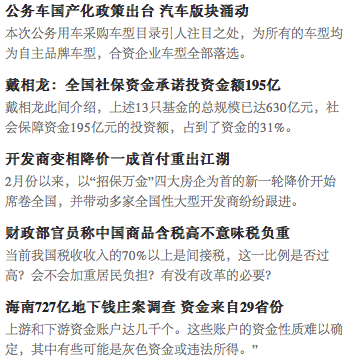 公务车国产化政策出台 汽车版块涌动
本次公务用车采购车型目录引人注目之处，为所有的车型均
为自主品牌车型，合资企业车型全部落选。
戴相龙：全国社保资金承诺投资金额195亿
戴相龙此间介绍，上述13只基金的总规模已达630亿元，社
会保障资金195亿元的投资额，占到了资金的31%。
开发商变相降价一成首付重出江湖
2月份以来，以“招保万金”四大房企为首的新一轮降价开始
席卷全国，并带动多家全国性大型开发商纷纷跟进。
财政部官员称中国商品含税高不意味税负重
当前我国税收收入的70%以上是间接税，这一比例是否过
高？会不会加重居民负担？有没有改革的必要？
海南727亿地下钱庄案调查 资金来自29省份
上游和下游资金账户达几千个。这些账户的资金性质难以确
定，其中有些可能是灰色资金或违法所得。”